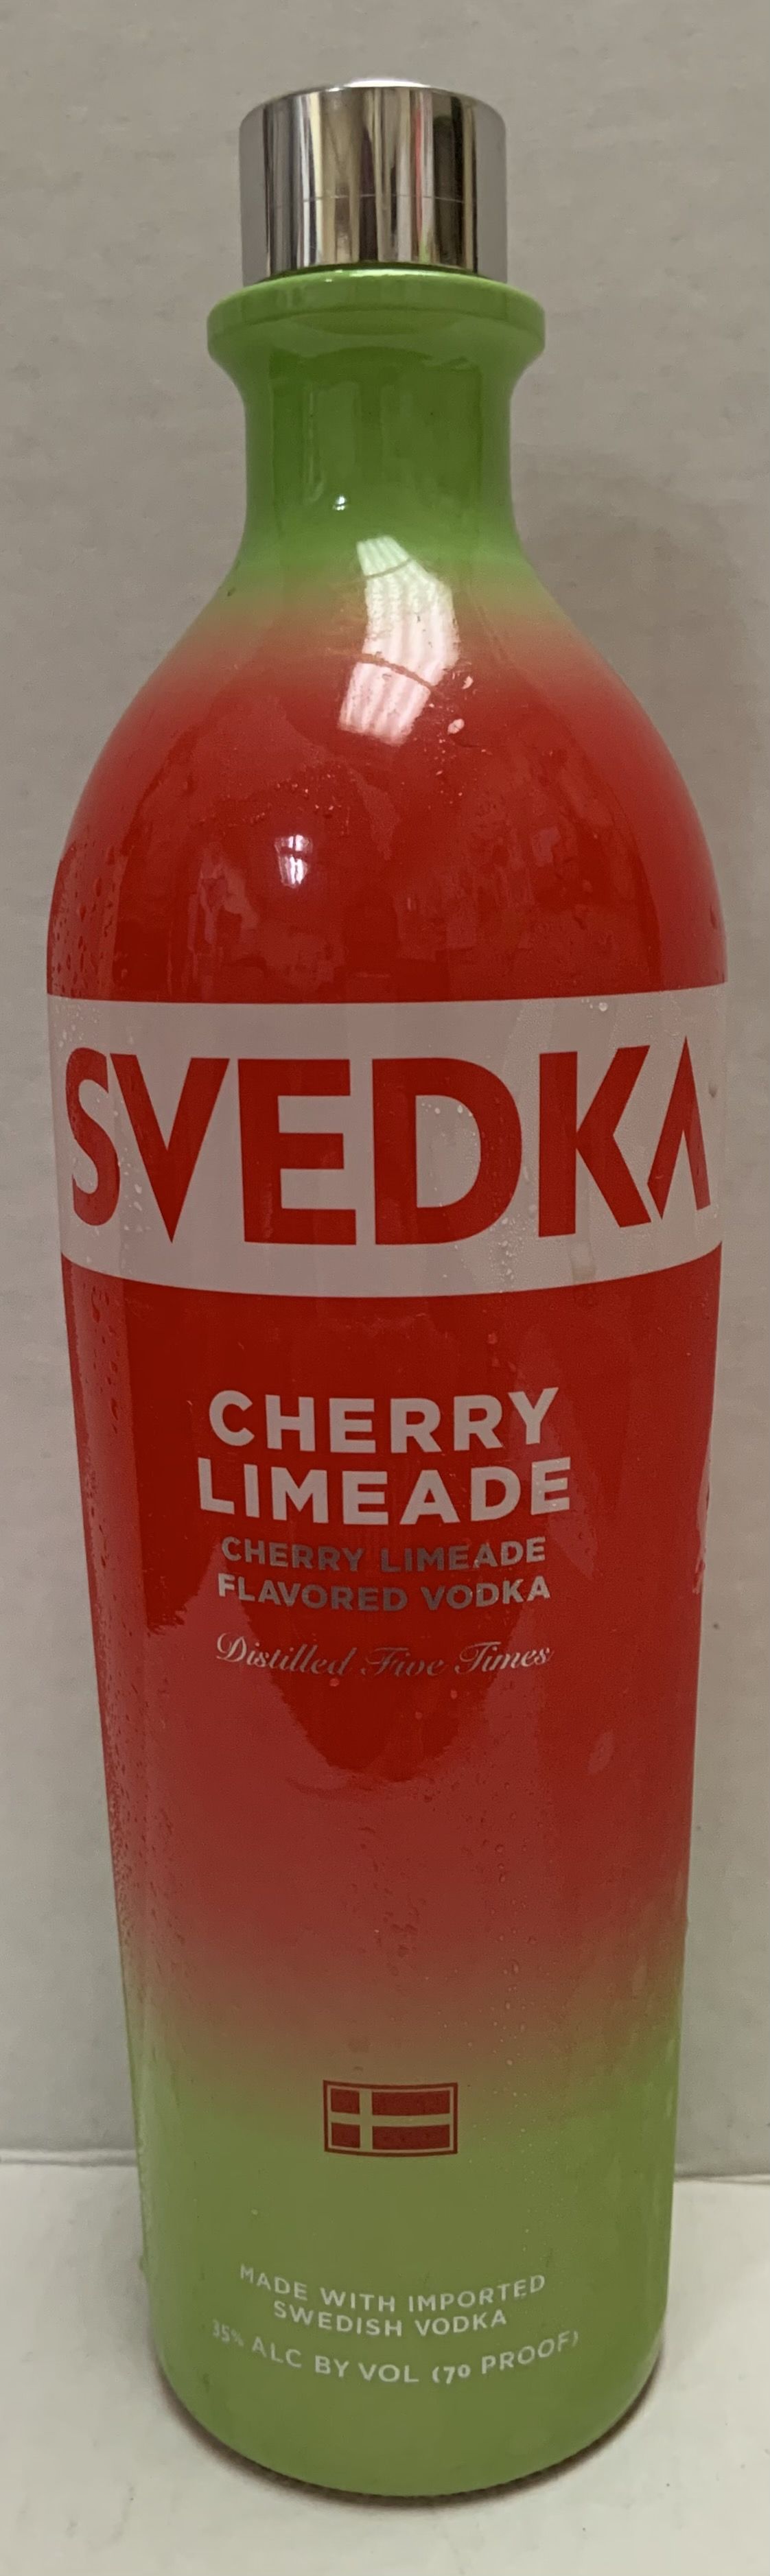 SVEDKA
CHERRY
LIMEADE
CHERRY LIMEADE
FLAVORED VODKA
Distilled Five Times
MADE WITH IMPORTED
SWEDISH VODKA
35% ALC BY VOL (70 PROOF)